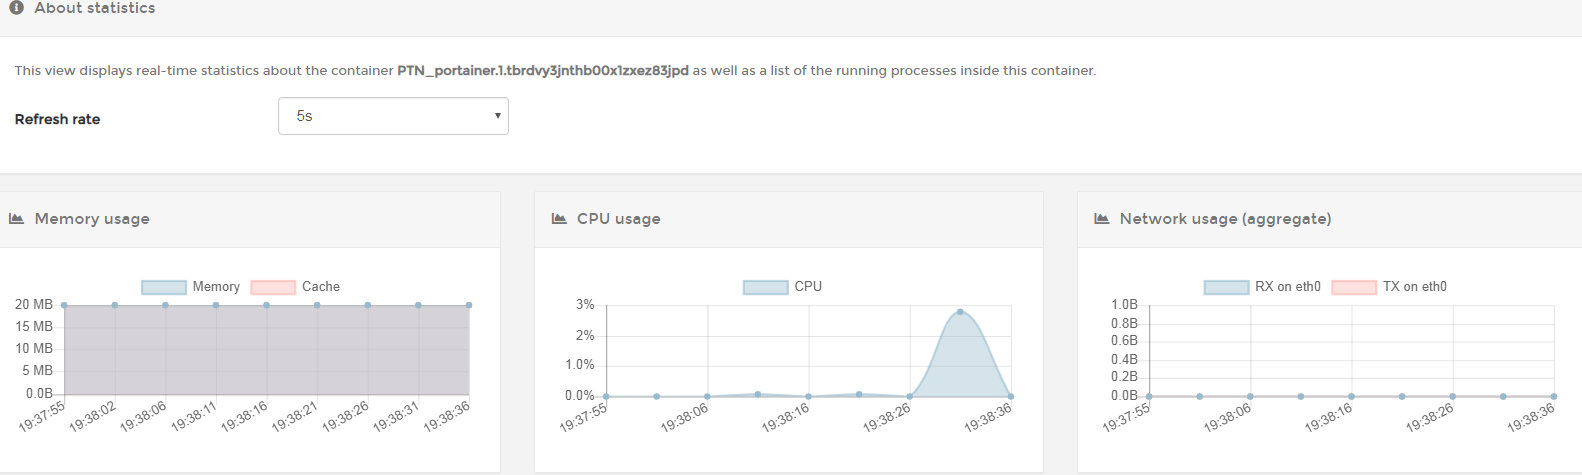 About statistics
This view displays real-time statistics about the container PTN_portainer.1.tbrdvy3jnthb00x1zxez83jpd as well as a list of the running processes inside this container.
Refresh rate
5s
Memory usage
Memory
Cache
20 MB
15 MB
10 MB
5 MB
0.0B
19:37:55
19:38:02
19:38:06
19:38:11
19:38:16
19:38:21
19:38:26
19:38:31
19:38:36
CPU usage
CPU
3%
2%
1.0%
0.0%
19:37:55
19:38:06
19:38:16
19:38:26
19:38:36
Network usage (aggregate)
RX on eth0
TX on eth0
1.0B
0.8B
0.6B
0.4B
0.2B
0.0B
19:37:55
19:38:06
19:38:16
19:38:26
19:38:36